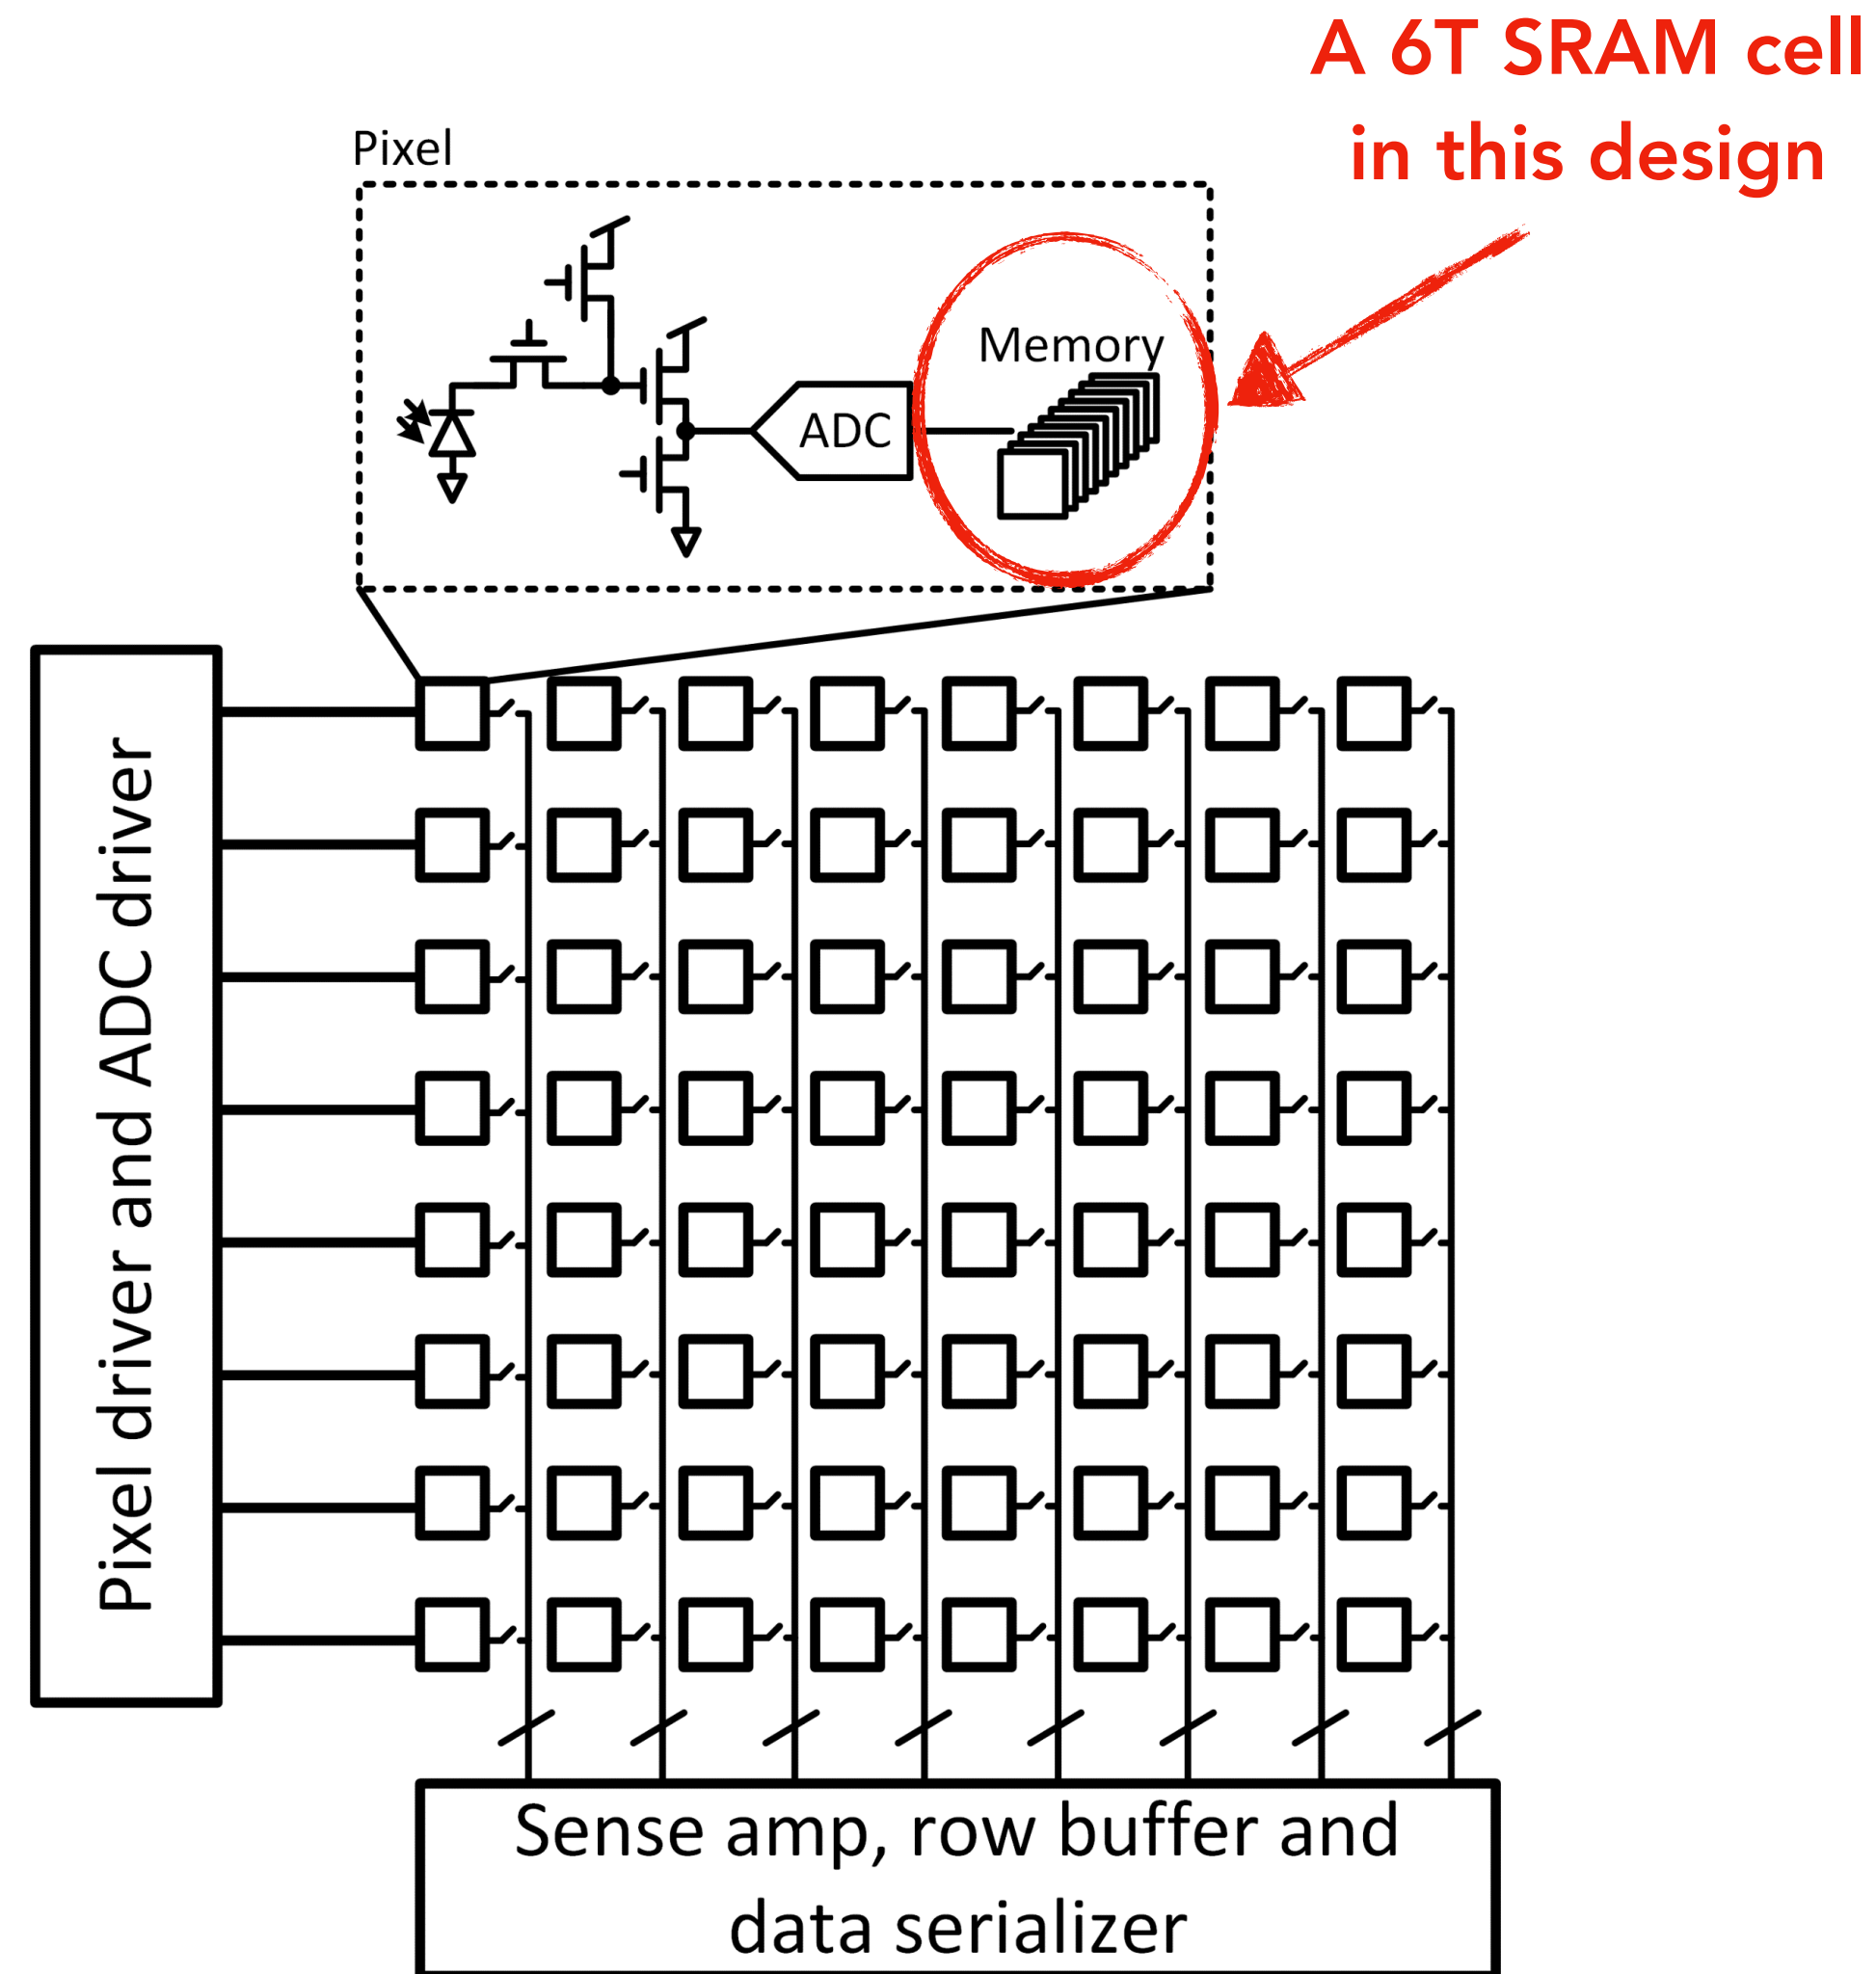 A 6T SRAM cell
in this design
Pixel
Memory
ADC
Pixel driver and ADC driver
Sense amp, row buffer and
data serializer